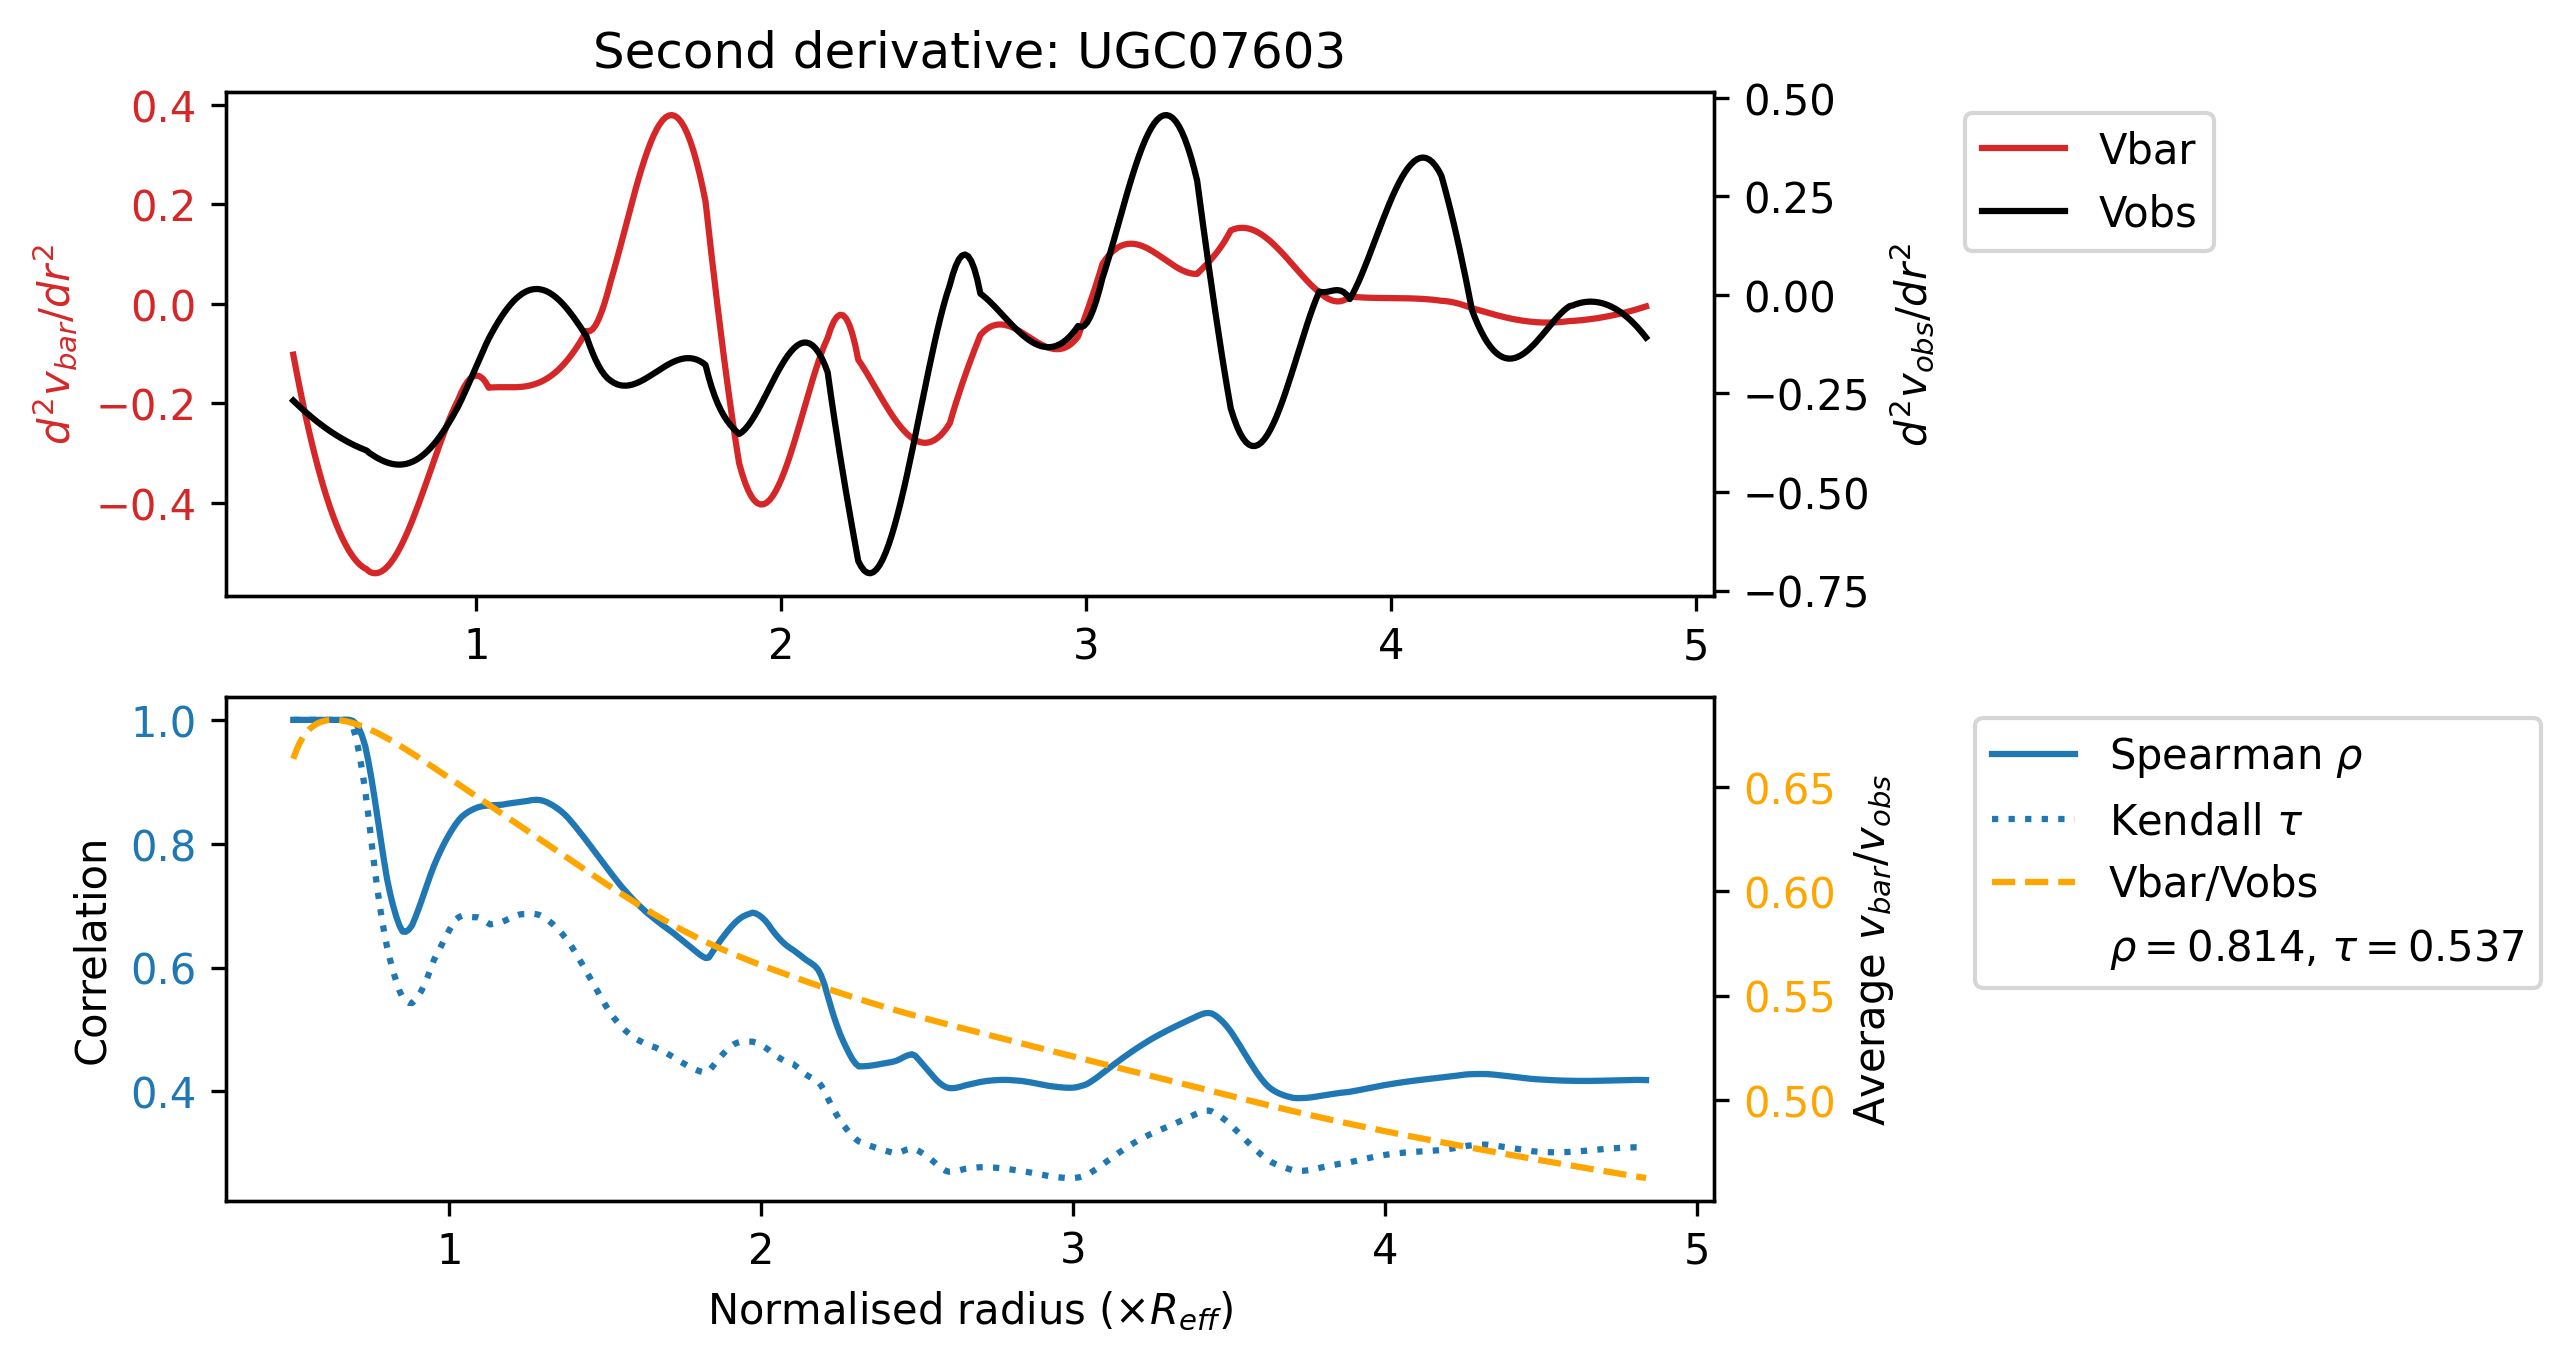 Second derivative: UGC07603
0.4
0.2
0.0
−0.2
−0.4
d²v_bar/dr²
0.50
0.25
0.00
−0.25
−0.50
−0.75
d²v_obs/dr²
1 2 3 4 5
Vbar
Vobs
1.0
0.8
0.6
0.4
Correlation
0.65
0.60
0.55
0.50
Average v_bar/v_obs
1 2 3 4 5
Normalised radius (×R_eff)
Spearman ρ
Kendall τ
Vbar/Vobs
ρ = 0.814, τ = 0.537